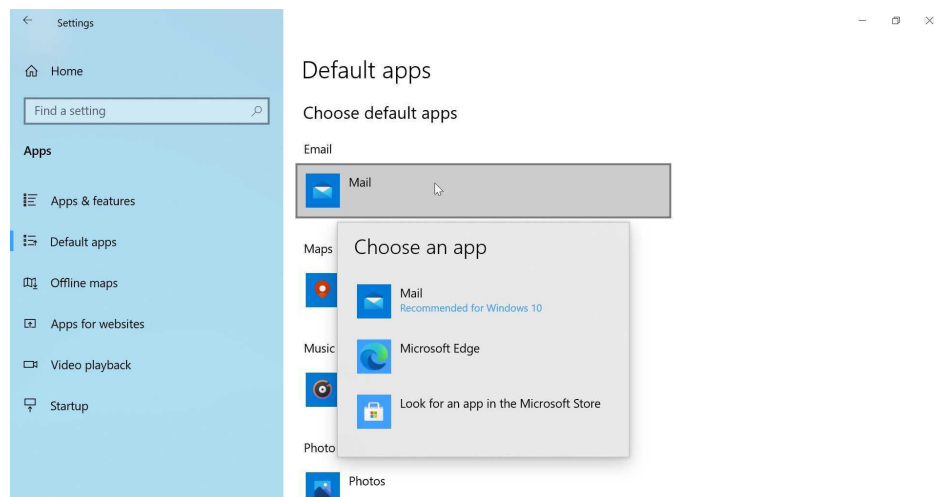 Settings
Home
Find a setting
Apps
Apps & features
Default apps
Offline maps
Apps for websites
Video playback
Startup
Default apps
Choose default apps
Email
Mail
Maps
Music
Photo
Photos
Choose an app
Mail
Recommended for Windows 10
Microsoft Edge
Look for an app in the Microsoft Store